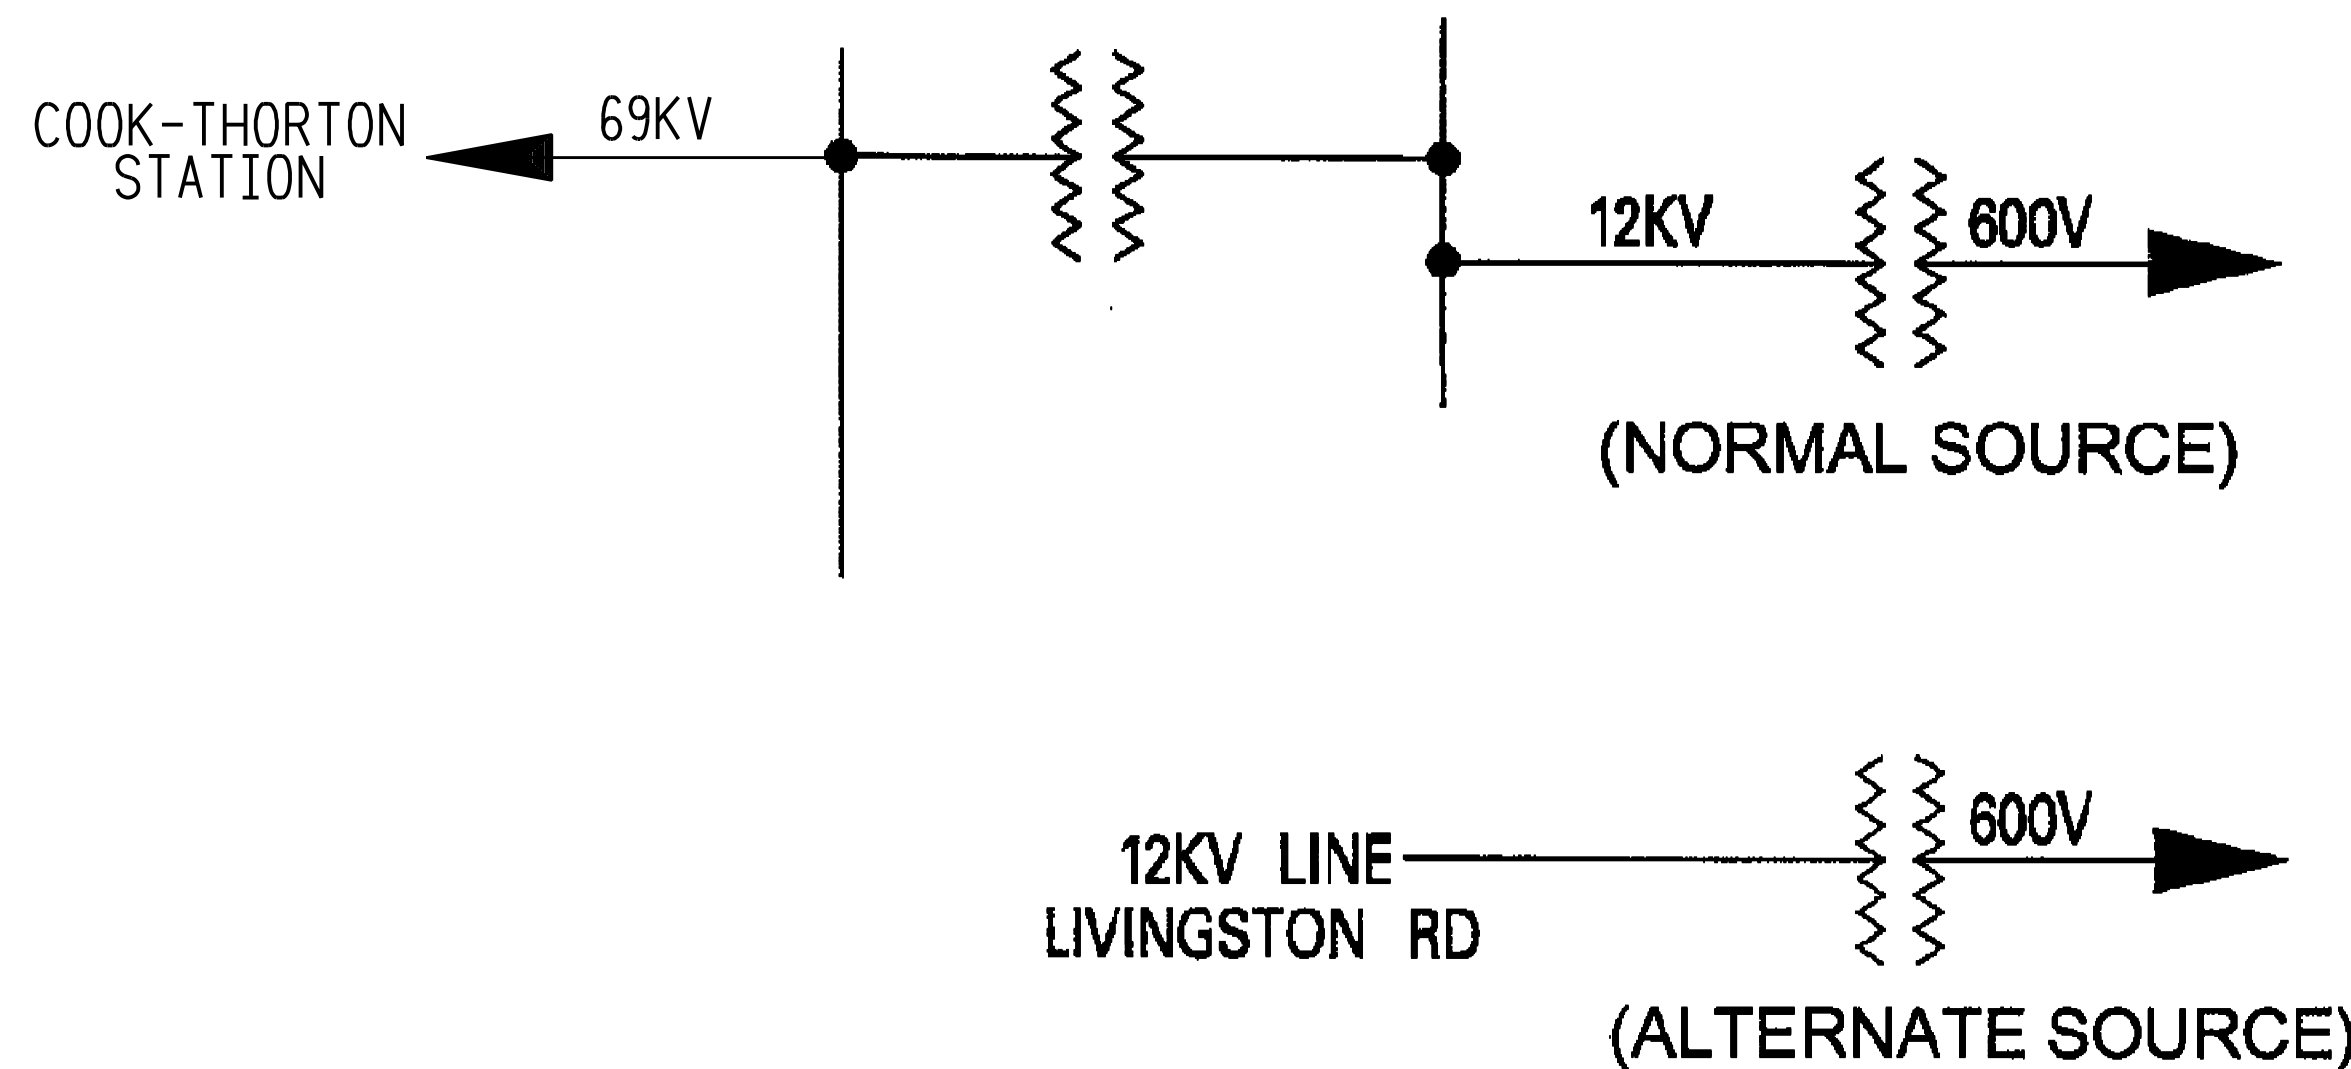 COOK-THORTON
STATION
69KV
12KV
600V
(NORMAL SOURCE)
12KV LINE
LIVINGSTON RD
600V
(ALTERNATE SOURCE)